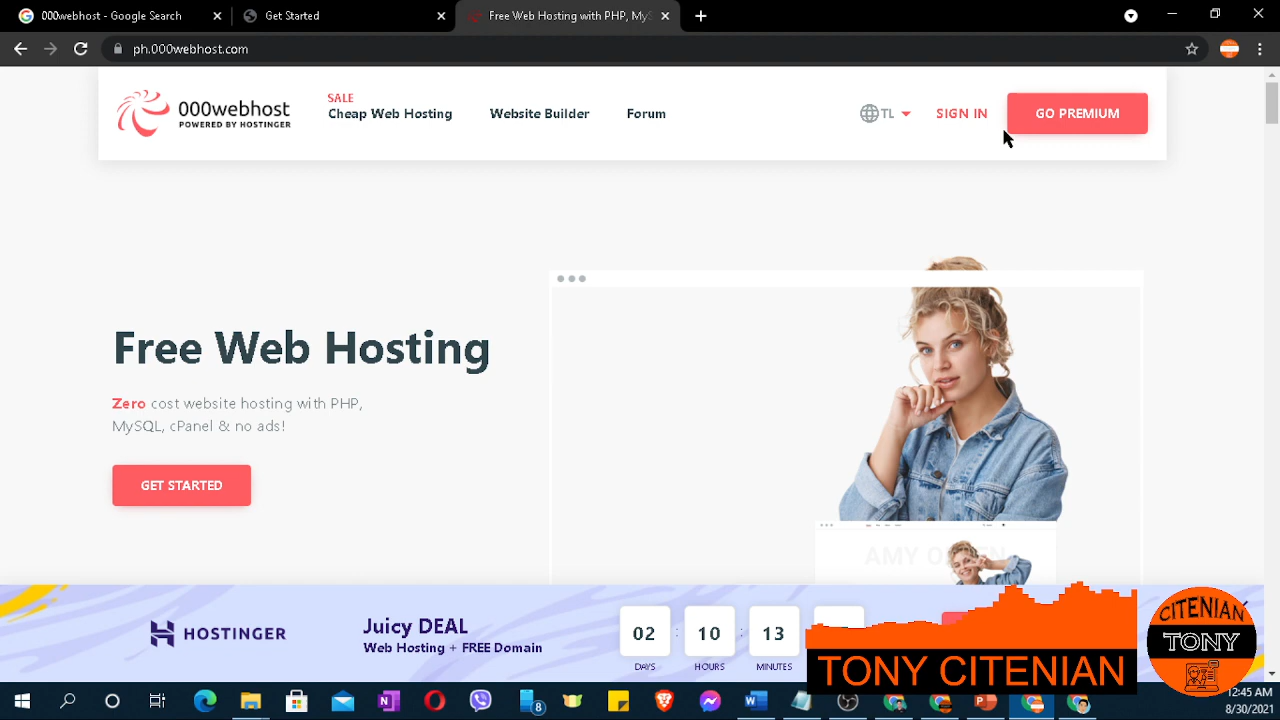 000webhost - Google Search
Get Started
Free Web Hosting with PHP, My
ph.000webhost.com
000webhost
POWERED BY HOSTINGER
SALE
Cheap Web Hosting
Website Builder
Forum
TL
SIGN IN
GO PREMIUM
Free Web Hosting
Zero cost website hosting with PHP,
MySQL, cPanel & no ads!
GET STARTED
HOSTINGER
Juicy DEAL
Web Hosting + FREE Domain
02 : 10 : 13
DAYS HOURS MINUTES
TONY CITENIAN
CITENIAN
TONY
8
12:45 AM
8/30/2021